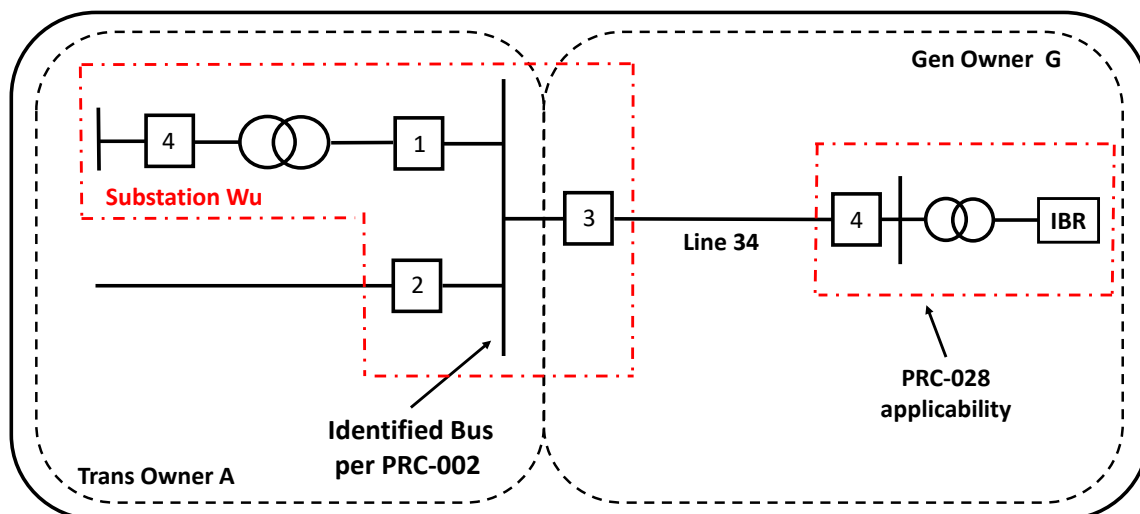 Gen Owner G
4
1
Substation Wu
3
4
IBR
Line 34
2
PRC-028
applicability
Identified Bus
per PRC-002
Trans Owner A